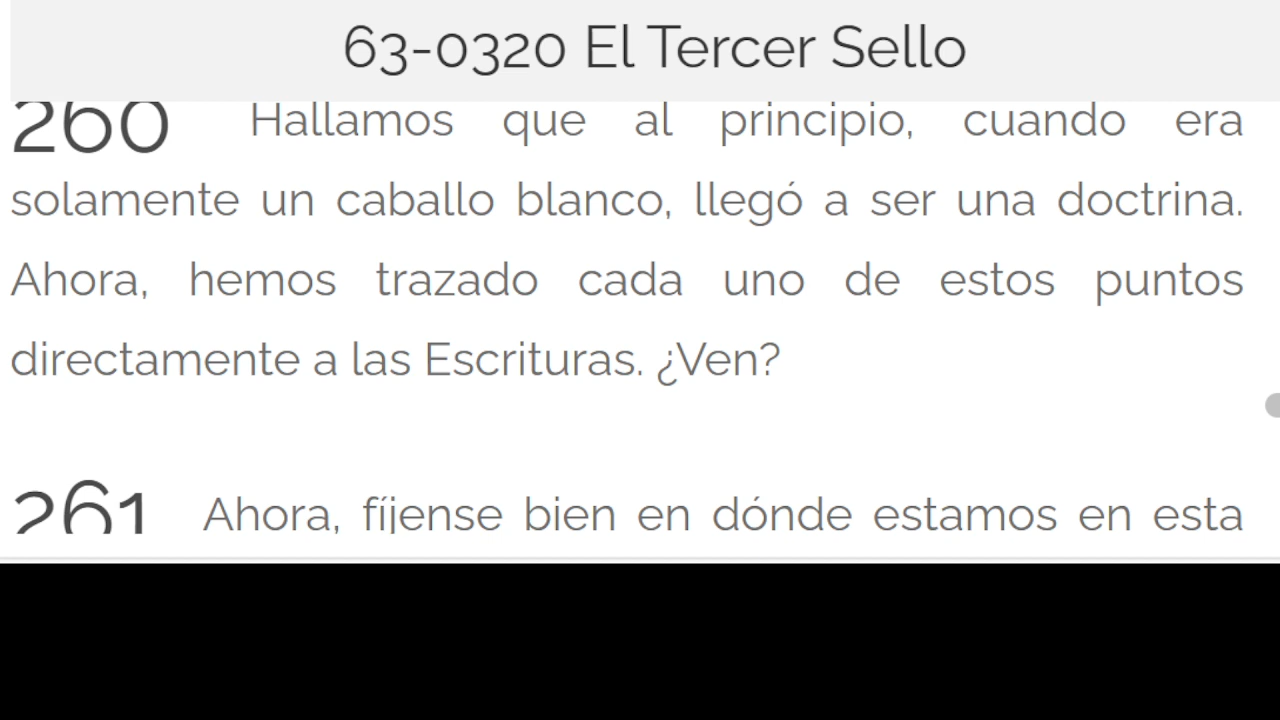 63-0320 El Tercer Sello
260 Hallamos que al principio, cuando era
solamente un caballo blanco, llegó a ser una doctrina.
Ahora, hemos trazado cada uno de estos puntos
directamente a las Escrituras. ¿Ven?
261 Ahora, fíjense bien en dónde estamos en esta